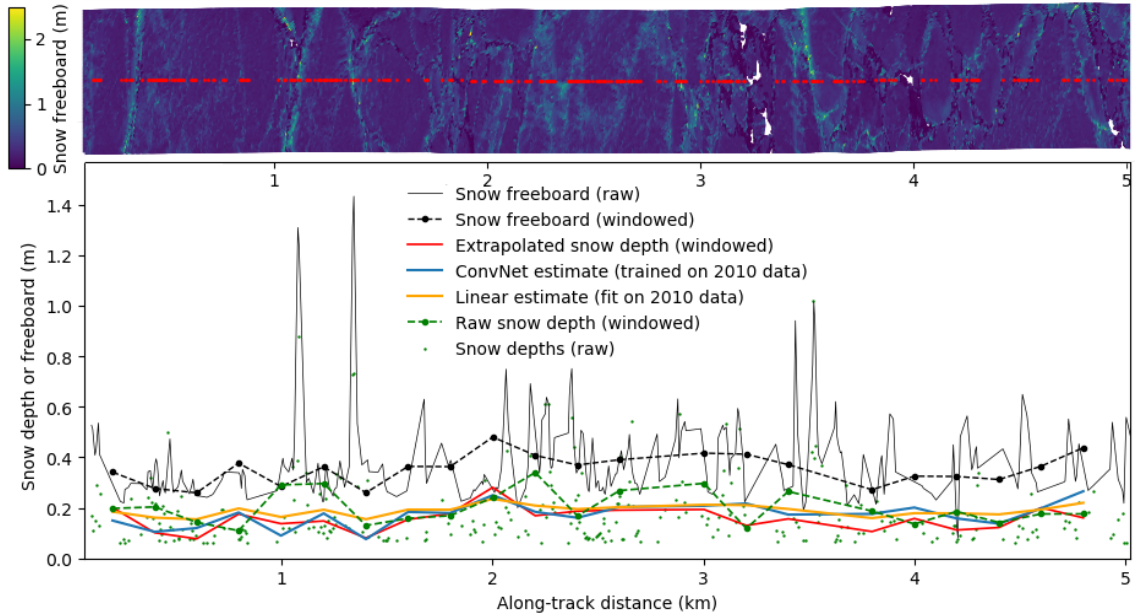 Snow freeboard (m)
2
1
0
1
2
3
4
5
Snow freeboard (raw)
Snow freeboard (windowed)
Extrapolated snow depth (windowed)
ConvNet estimate (trained on 2010 data)
Linear estimate (fit on 2010 data)
Raw snow depth (windowed)
Snow depths (raw)
Snow depth or freeboard (m)
1.4
1.2
1.0
0.8
0.6
0.4
0.2
0.0
1
2
3
4
5
Along-track distance (km)